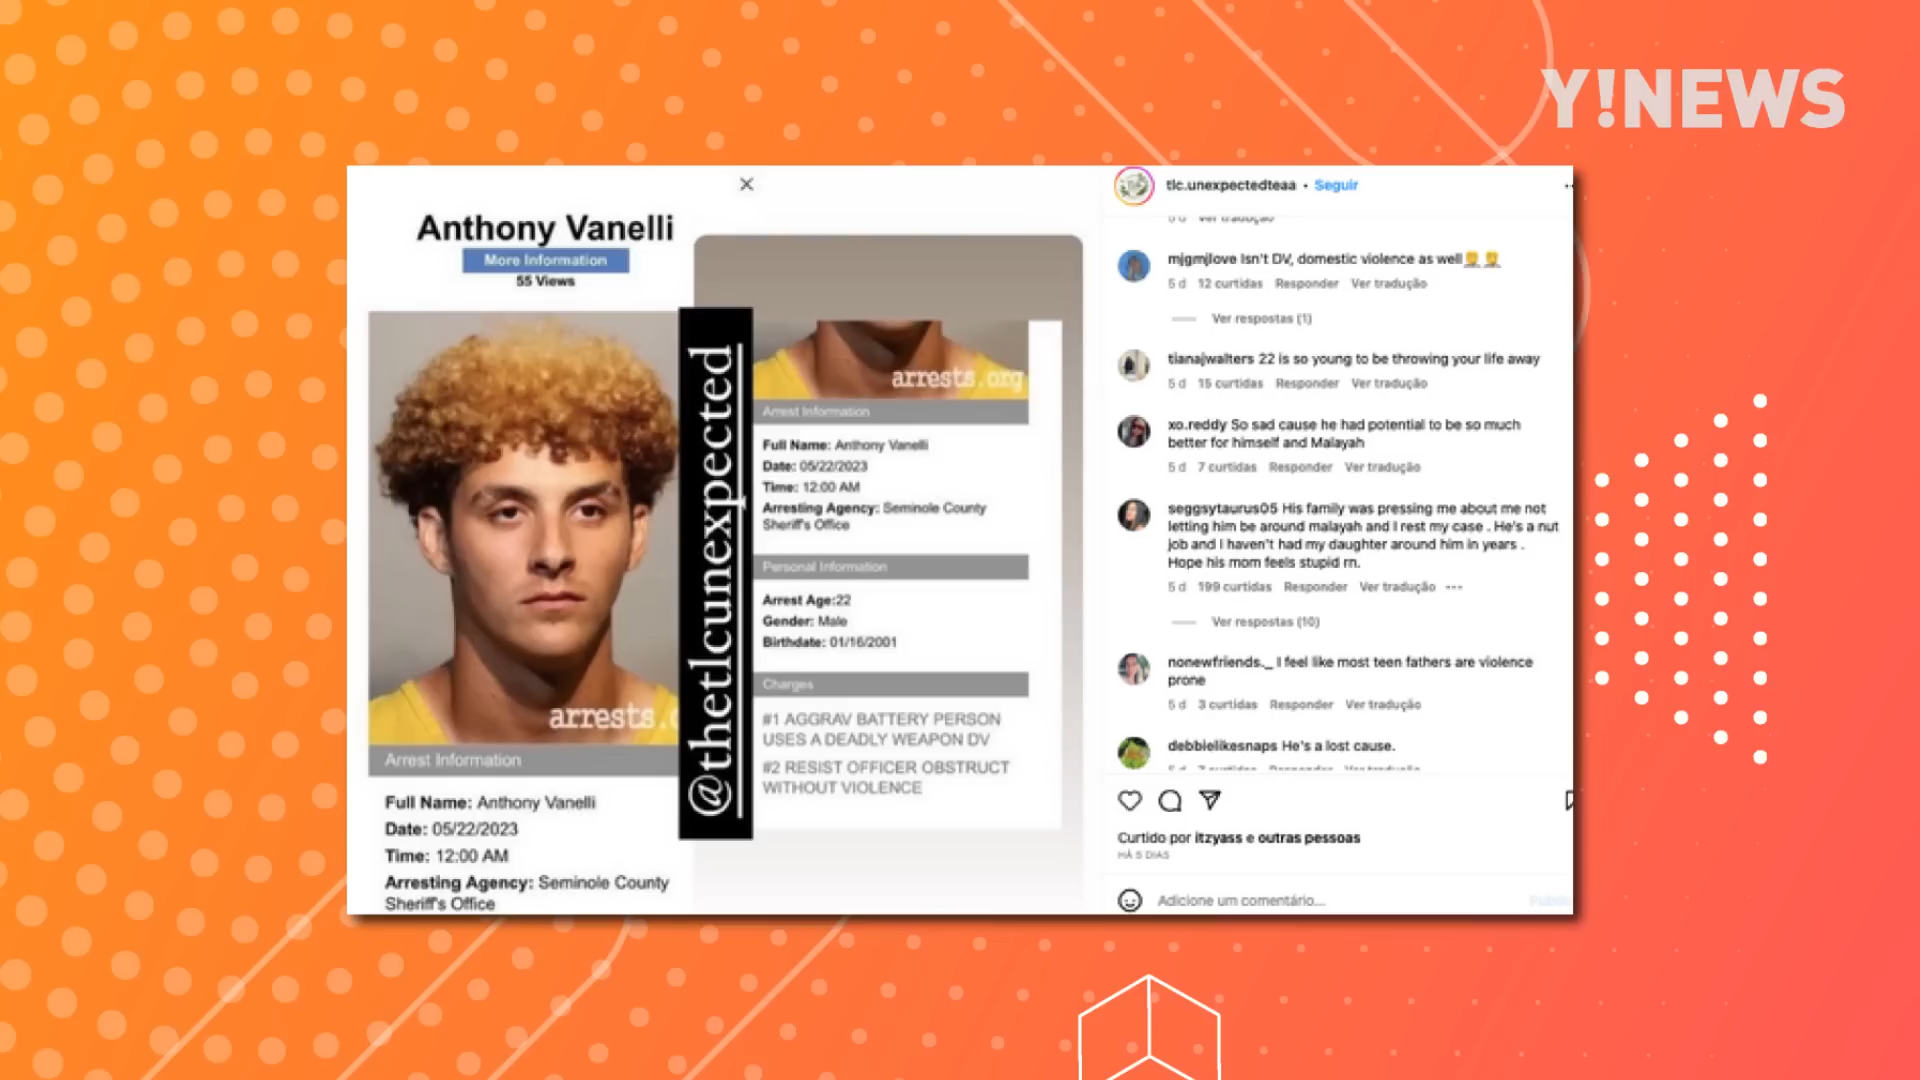 Y!NEWS
Anthony Vanelli
More Information
55 Views
arrests.
Arrest Information
Full Name: Anthony Vanelli
Date: 05/22/2023
Time: 12:00 AM
Arresting Agency: Seminole County
Sheriff's Office
@thetlcunexpected
arrests.org
Arrest Information
Full Name: Anthony Vanelli
Date: 05/22/2023
Time: 12:00 AM
Arresting Agency: Seminole County
Sheriff's Office
Personal Information
Arrest Age:22
Gender: Male
Birthdate: 01/16/2001
Charges
#1 AGGRAV BATTERY PERSON
USES A DEADLY WEAPON DV
#2 RESIST OFFICER OBSTRUCT
WITHOUT VIOLENCE
tlc.unexpectedteaa • Seguir
5 d Ver tradução
mjgmjlove Isn't DV, domestic violence as well
5 d 12 curtidas Responder Ver tradução
Ver respostas (1)
tianajwalters 22 is so young to be throwing your life away
5 d 15 curtidas Responder Ver tradução
xo.reddy So sad cause he had potential to be so much
better for himself and Malayah
5 d 7 curtidas Responder Ver tradução
seggsytaurus05 His family was pressing me about me not
letting him be around malayah and I rest my case . He's a nut
job and I haven't had my daughter around him in years .
Hope his mom feels stupid rn.
5 d 199 curtidas Responder Ver tradução
Ver respostas (10)
nonewfriends._ I feel like most teen fathers are violence
prone
5 d 3 curtidas Responder Ver tradução
debbielikesnaps He's a lost cause.
5 d 7 curtidas Responder Ver tradução
Curtido por itzyass e outras pessoas
HÁ 5 DIAS
Adicione um comentário...